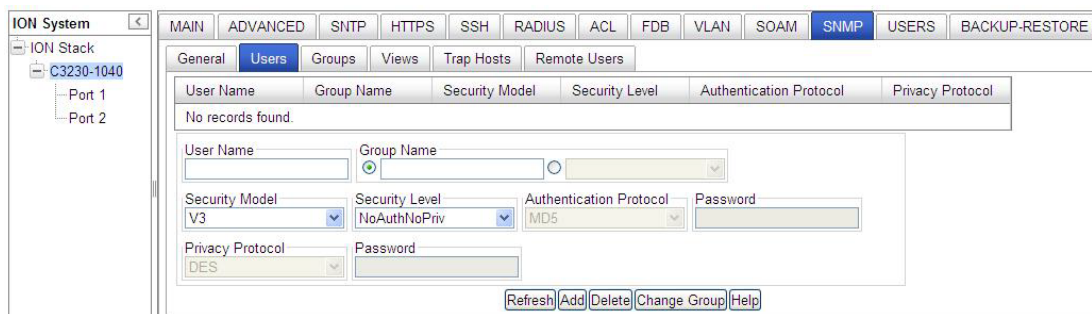 ION System
ION Stack
C3230-1040
Port 1
Port 2
MAIN ADVANCED SNTP HTTPS SSH RADIUS ACL FDB VLAN SOAM SNMP USERS BACKUP-RESTORE
General Users Groups Views Trap Hosts Remote Users
User Name Group Name Security Model Security Level Authentication Protocol Privacy Protocol
No records found.
User Name Group Name
Security Model Security Level Authentication Protocol Password
V3 NoAuthNoPriv MD5
Privacy Protocol Password
DES
Refresh Add Delete Change Group Help